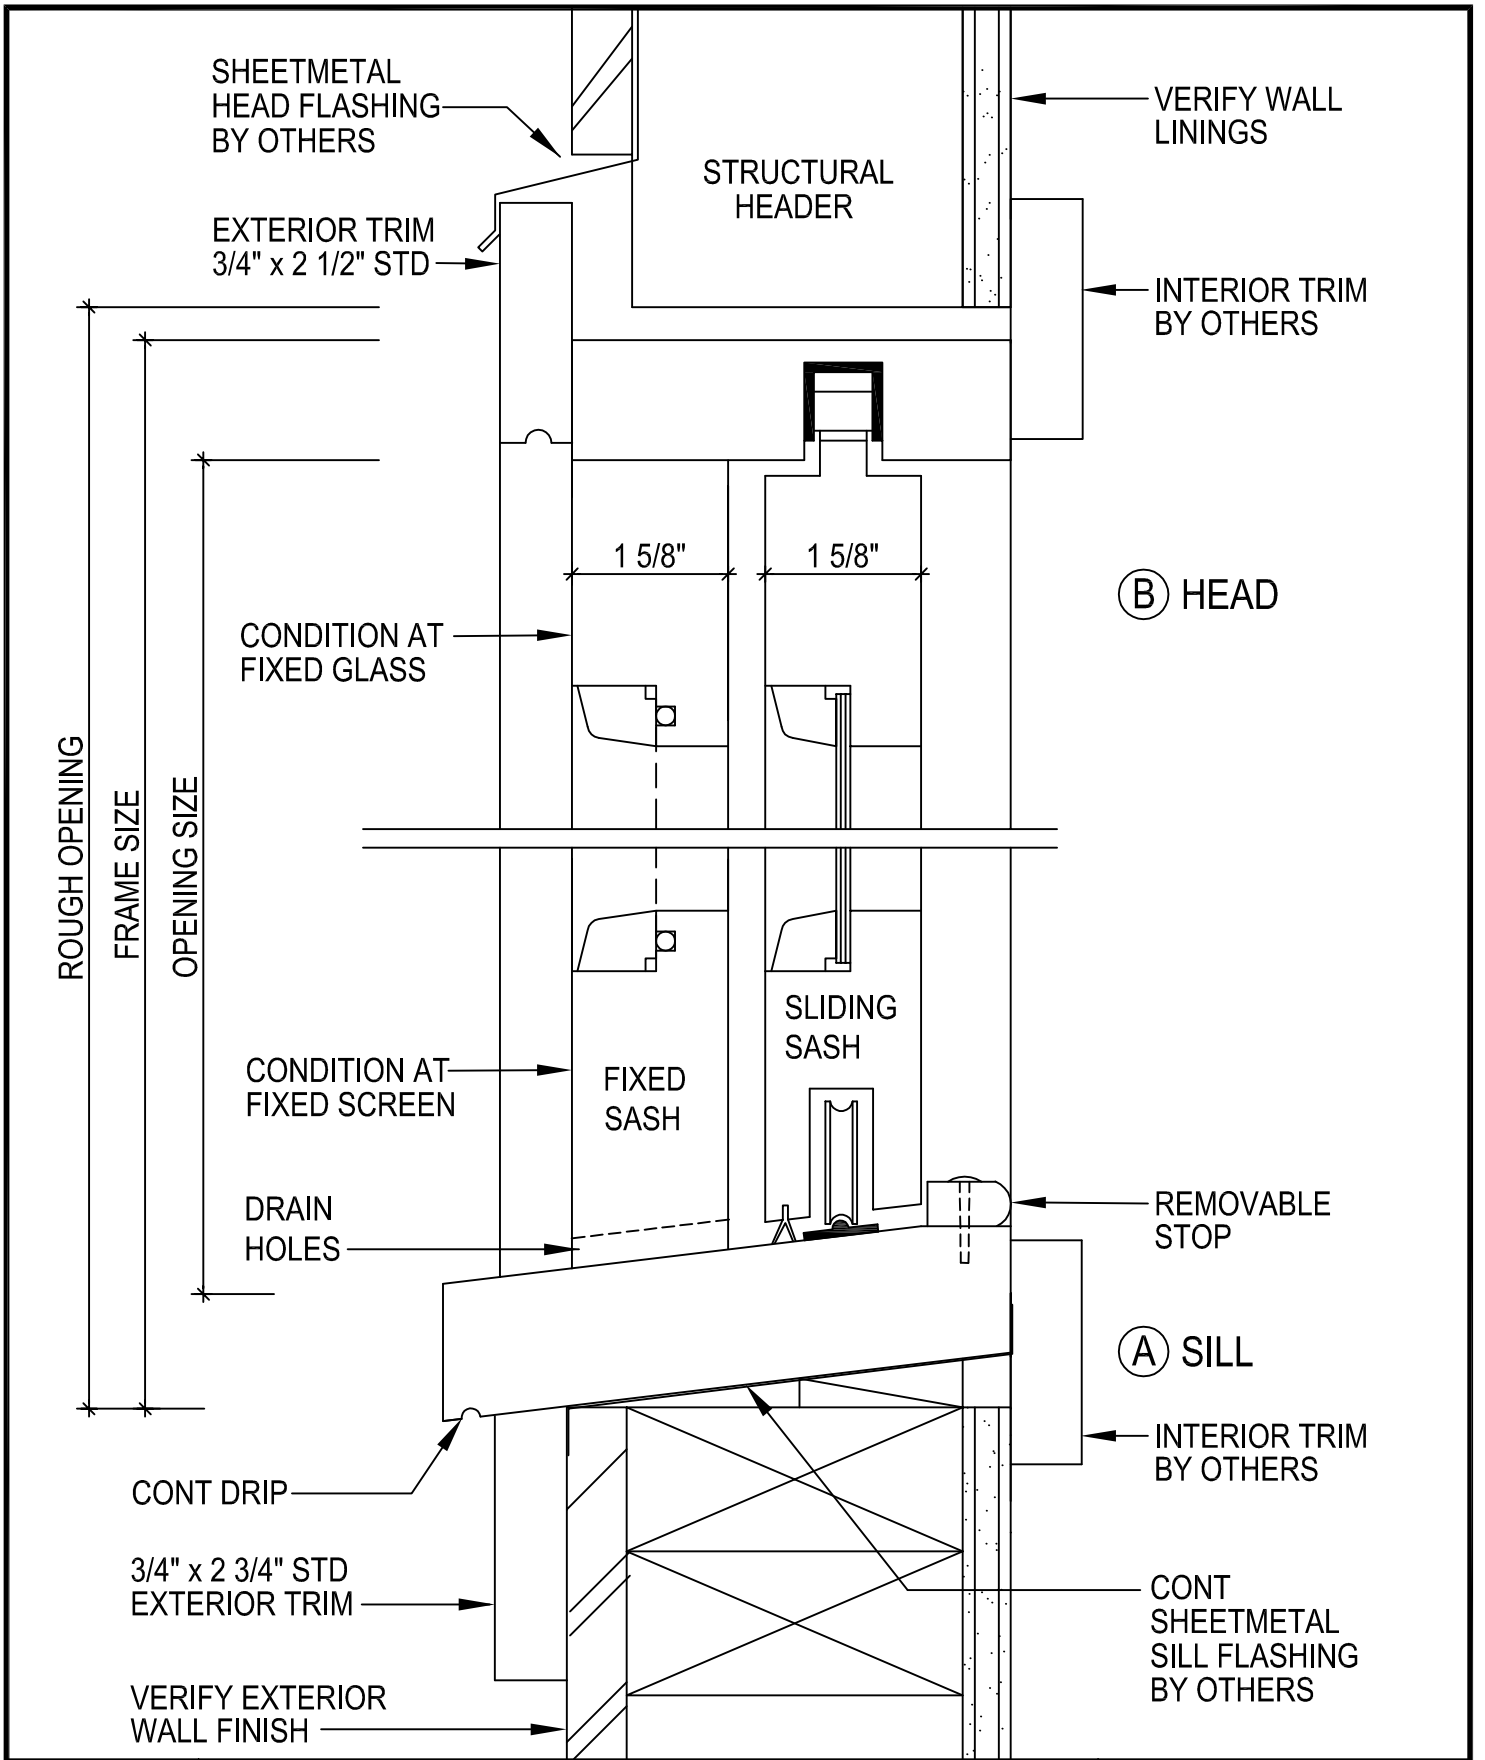 SHEETMETAL
HEAD FLASHING
BY OTHERS
VERIFY WALL
LININGS
STRUCTURAL
HEADER
EXTERIOR TRIM
3/4" x 2 1/2" STD
INTERIOR TRIM
BY OTHERS
1 5/8"
1 5/8"
B HEAD
CONDITION AT
FIXED GLASS
ROUGH OPENING
FRAME SIZE
OPENING SIZE
SLIDING
SASH
CONDITION AT
FIXED SCREEN
FIXED
SASH
DRAIN
HOLES
REMOVABLE
STOP
A SILL
INTERIOR TRIM
BY OTHERS
CONT DRIP
3/4" x 2 3/4" STD
EXTERIOR TRIM
CONT
SHEETMETAL
SILL FLASHING
BY OTHERS
VERIFY EXTERIOR
WALL FINISH